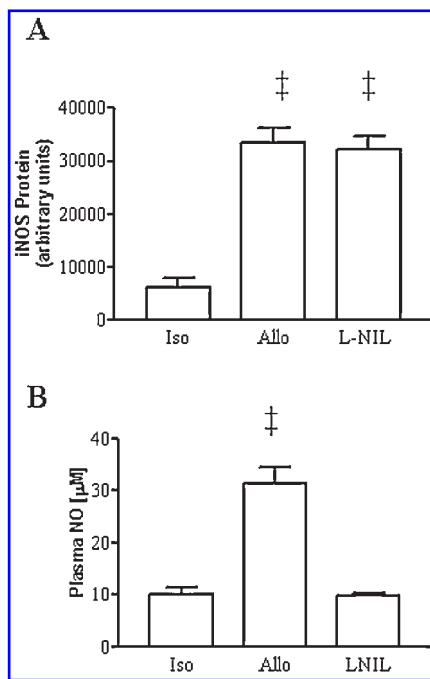 A
‡ ‡
40000
30000
20000
10000
0
iNOS Protein
(arbitrary units)
Iso Allo L-NIL
B
‡
40
30
20
10
0
Plasma NO [µM]
Iso Allo LNIL